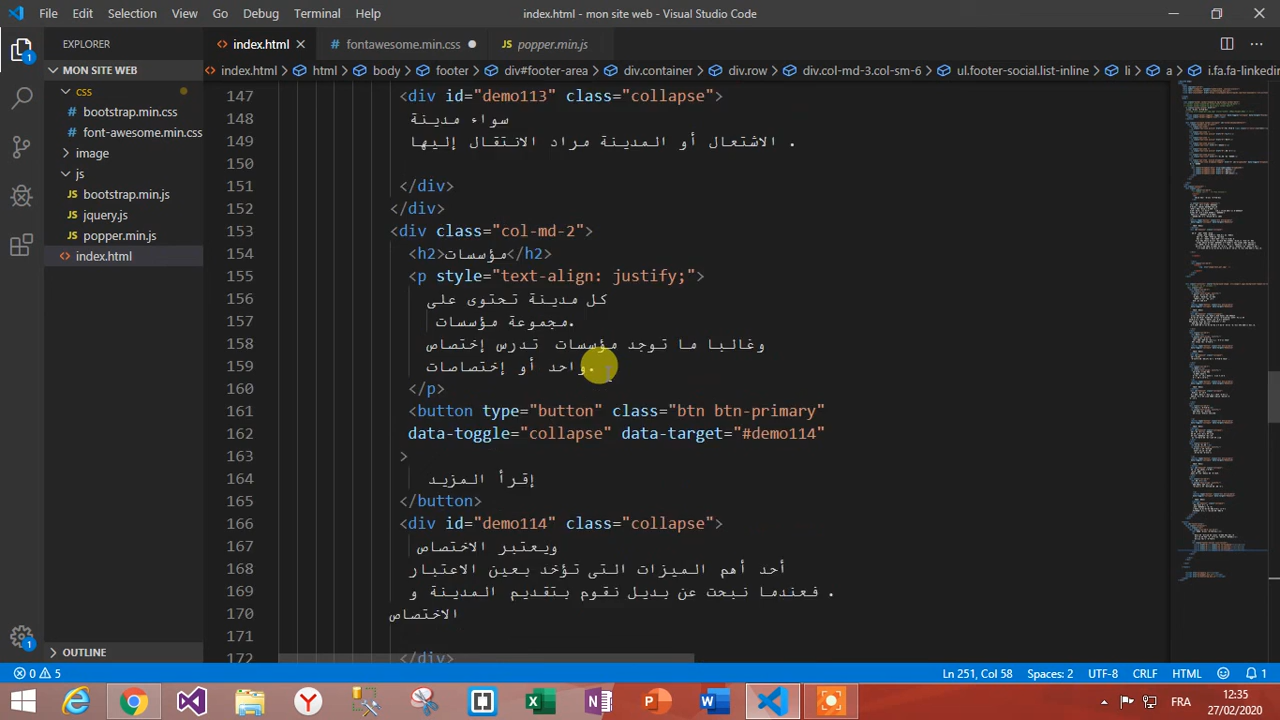 File Edit Selection View Go Debug Terminal Help
index.html - mon site web - Visual Studio Code
EXPLORER
index.html
fontawesome.min.css
popper.min.js
MON SITE WEB
index.html > html > body > footer > div#footer-area > div.container > div.row > div.col-md-3.col-sm-6 > ul.footer-social.list-inline > li > a > i.fa.fa-linkedin
css
bootstrap.min.css
font-awesome.min.css
image
js
bootstrap.min.js
jquery.js
popper.min.js
index.html
147 <div id="demo113" class="collapse">
148 سواء مدينة
149 الاشتعال أو المدينة مراد انتقال إليها .
150
151 </div>
152 </div>
153 <div class="col-md-2">
154 <h2>مؤسسات</h2>
155 <p style="text-align: justify;">
156 كل مدينة تحتوى على
157 مجموعة مؤسسات.
158 وغالبا ما توجد مؤسسات تبرز إختصاص
159 واحد أو إختصاصات.
160 </p>
161 <button type="button" class="btn btn-primary"
162 data-toggle="collapse" data-target="#demo114"
>
164 إقرأ المزيد
165 </button>
166 <div id="demo114" class="collapse">
167 ويعتبر الاختصاص
168 أحد أهم الميزات التى تؤخد بعين الاعتبار
169 فعندما نبحت عن بديل نقوم بتقديم المدينة و .
170 الاختصاص
171
172 </div>
OUTLINE
0 5
Ln 251, Col 58 Spaces: 2 UTF-8 CRLF HTML 1
FRA
12:35
27/02/2020